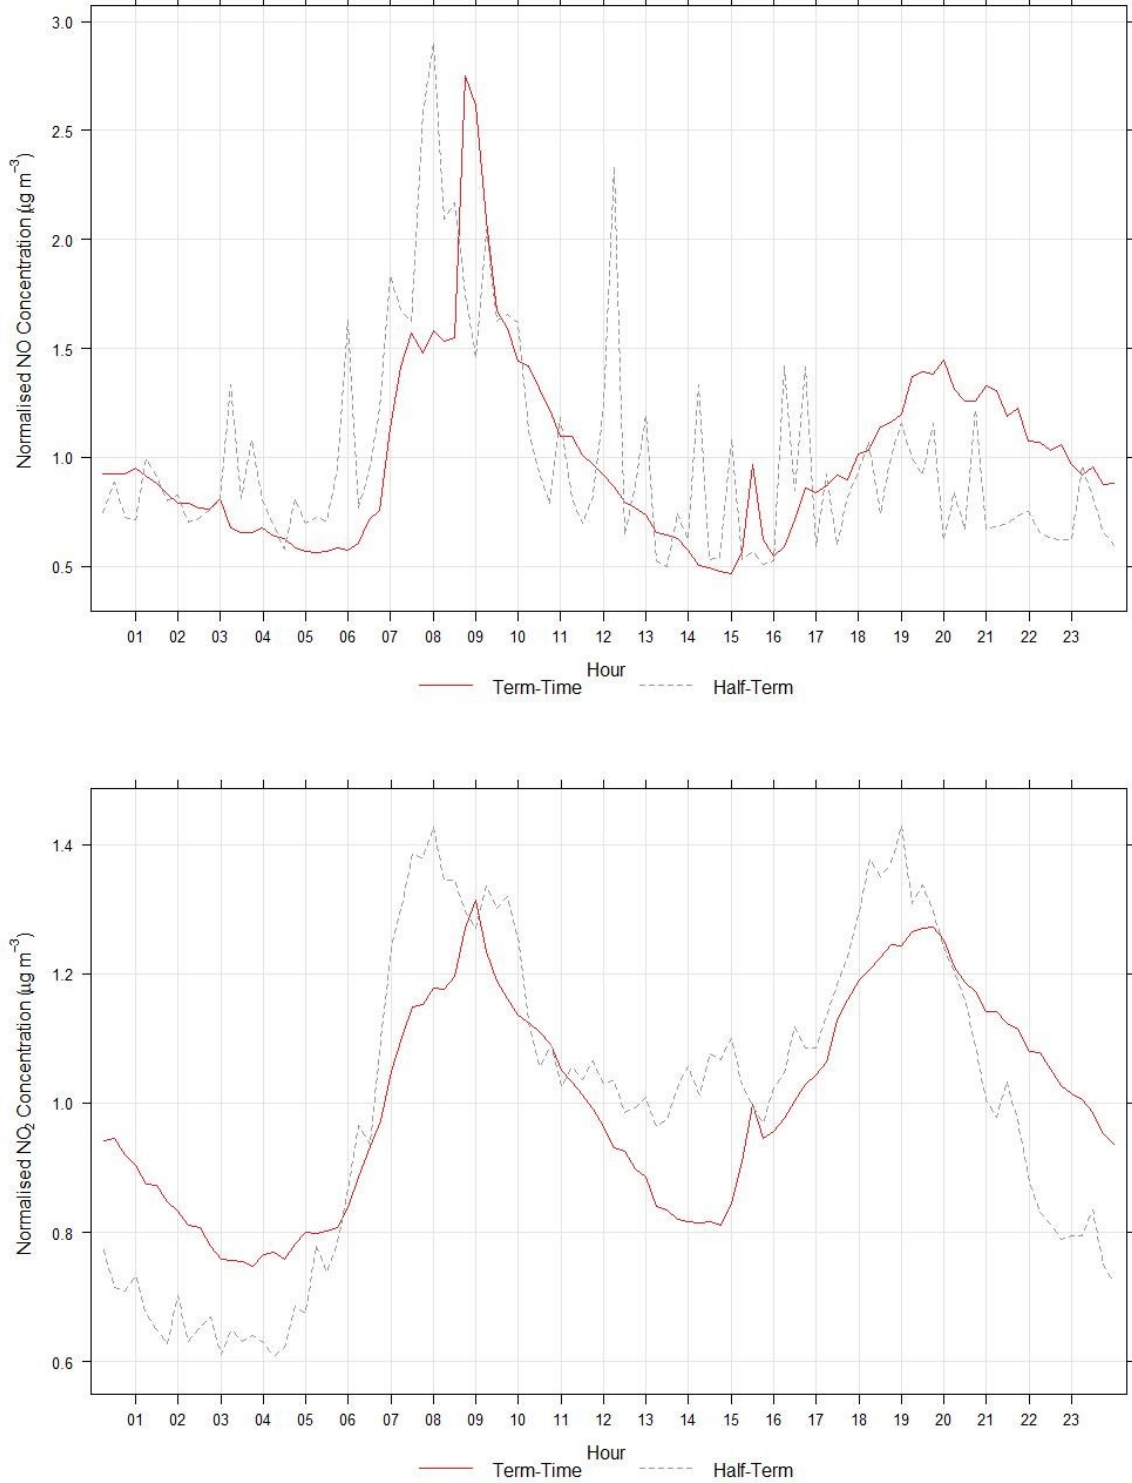 3.0
2.5
2.0
1.5
1.0
0.5
Normalised NO Concentration (µg m⁻³)
01 02 03 04 05 06 07 08 09 10 11 12 13 14 15 16 17 18 19 20 21 22 23
Hour
Term-Time Half-Term
1.4
1.2
1.0
0.8
0.6
Normalised NO₂ Concentration (µg m⁻³)
01 02 03 04 05 06 07 08 09 10 11 12 13 14 15 16 17 18 19 20 21 22 23
Hour
Term-Time Half-Term